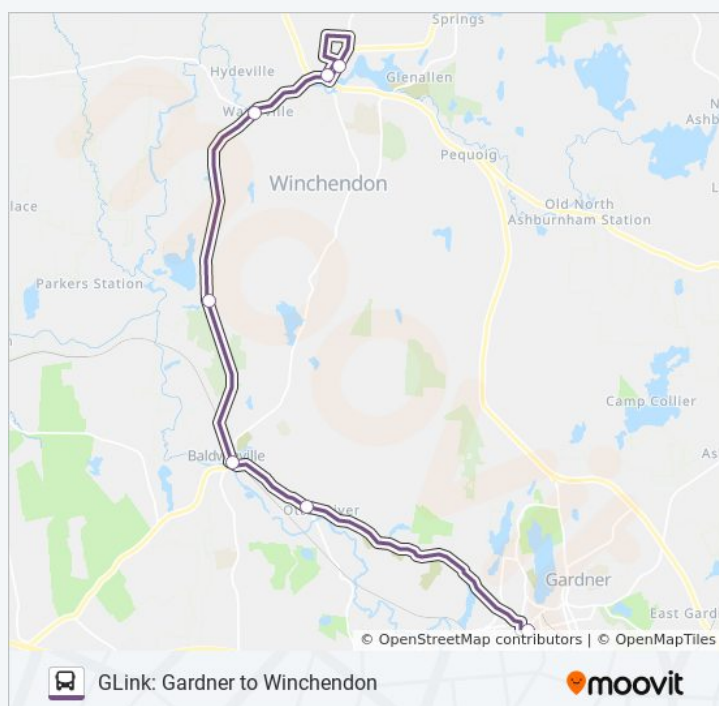 Springs
Hydeville
Glenallen
Pequoig
Winchendon
Old North
Ashburnham Station
Parkers Station
Camp Collier
Gardner
© OpenStreetMap contributors | © OpenMapTiles
GLink: Gardner to Winchendon
moovit